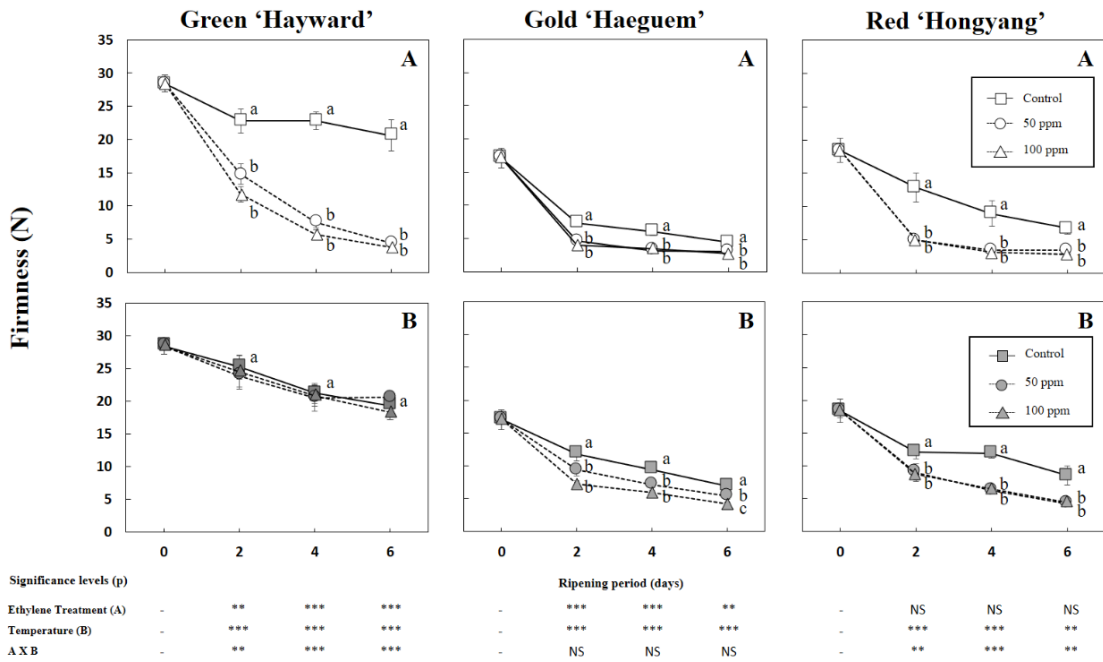 Green ‘Hayward’ Gold ‘Haeguem’ Red ‘Hongyang’
Firmness (N)
35 A A A
30
25 a a a
20
15 b
10 b b
5 b b b
0
Control
50 ppm
100 ppm
a a a
b b b
b b b
a a a
b b b
b b b
35 B B B
30
25 a a
20
15
10
5
0
Control
50 ppm
100 ppm
a a a
b b b
b b c
a a a
b b b
b b b
0 2 4 6 0 2 4 6 0 2 4 6
Significance levels (p) Ripening period (days)
Ethylene Treatment (A) - ** *** *** - *** *** ** - NS NS NS
Temperature (B) - *** *** *** - *** *** *** - *** *** **
A X B - ** *** *** - NS NS NS - ** *** **